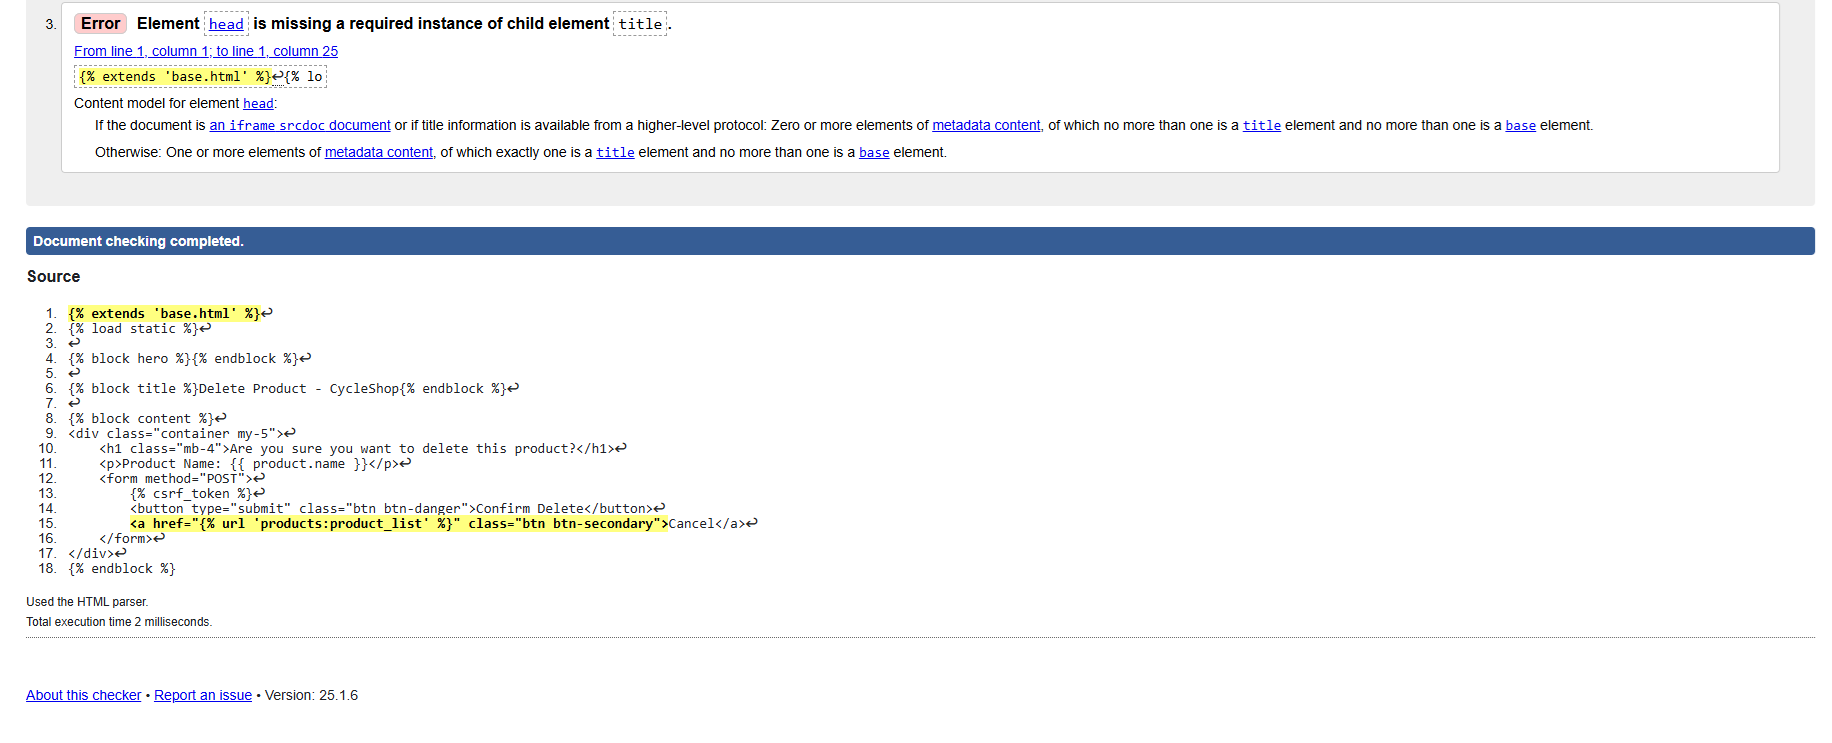 3. Error Element head is missing a required instance of child element title.
From line 1, column 1; to line 1, column 25
{% extends 'base.html' %}↩{% lo
Content model for element head:
If the document is an iframe srcdoc document or if title information is available from a higher-level protocol: Zero or more elements of metadata content, of which no more than one is a title element and no more than one is a base element.
Otherwise: One or more elements of metadata content, of which exactly one is a title element and no more than one is a base element.
Document checking completed.
Source
1. {% extends 'base.html' %}↩
2. {% load static %}↩
3. ↩
4. {% block hero %}{% endblock %}↩
5. ↩
6. {% block title %}Delete Product - CycleShop{% endblock %}↩
7. ↩
8. {% block content %}↩
9. <div class="container my-5">↩
10.     <h1 class="mb-4">Are you sure you want to delete this product?</h1>↩
11.     <p>Product Name: {{ product.name }}</p>↩
12.     <form method="POST">↩
13.         {% csrf_token %}↩
14.         <button type="submit" class="btn btn-danger">Confirm Delete</button>↩
15.         <a href="{% url 'products:product_list' %}" class="btn btn-secondary">Cancel</a>↩
16.     </form>↩
17. </div>↩
18. {% endblock %}
Used the HTML parser.
Total execution time 2 milliseconds.
About this checker • Report an issue • Version: 25.1.6